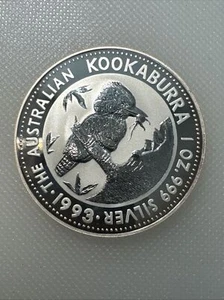 THE AUSTRALIAN KOOKABURRA
1 OZ. 999 SILVER · 1993 ·